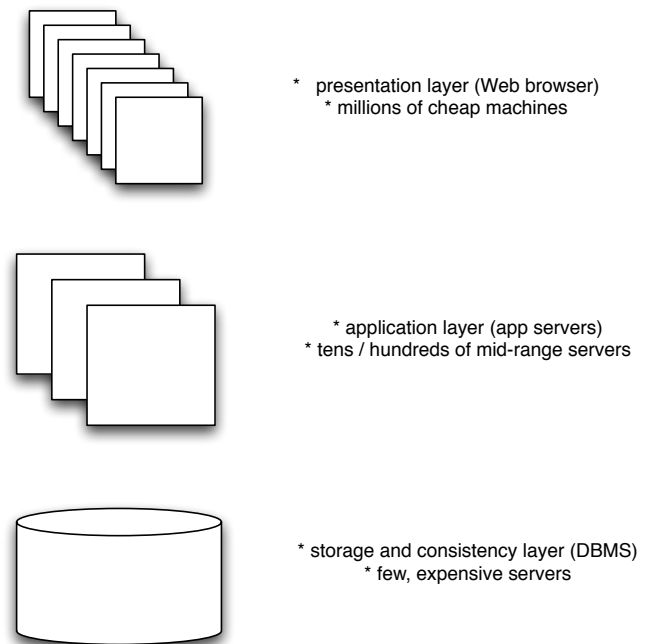 * presentation layer (Web browser)
* millions of cheap machines
* application layer (app servers)
* tens / hundreds of mid-range servers
* storage and consistency layer (DBMS)
* few, expensive servers